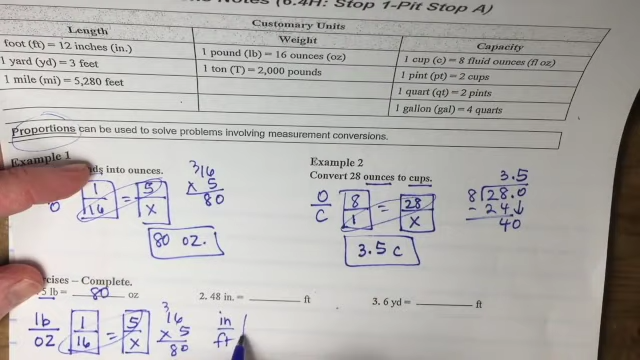 Notes (6.4H: Stop 1-Pit Stop A)
Customary Units
Length
Weight
Capacity
foot (ft) = 12 inches (in.)
1 pound (lb) = 16 ounces (oz)
1 cup (c) = 8 fluid ounces (fl oz)
1 yard (yd) = 3 feet
1 ton (T) = 2,000 pounds
1 pint (pt) = 2 cups
1 mile (mi) = 5,280 feet
1 quart (qt) = 2 pints
1 gallon (gal) = 4 quarts
Proportions can be used to solve problems involving measurement conversions.
Example 1
into ounces.
1 5
16 = X
316
x 5
80
80 oz.
Example 2
Convert 28 ounces to cups.
O 8 28
C 1 = X
3.5
8 28.0
- 24
40
3.5 C
– Complete.
5 lb = 80 oz
2. 48 in. = ft
3. 6 yd = ft
lb 1 5
oz 16 = X
316
x 5
80
in
ft